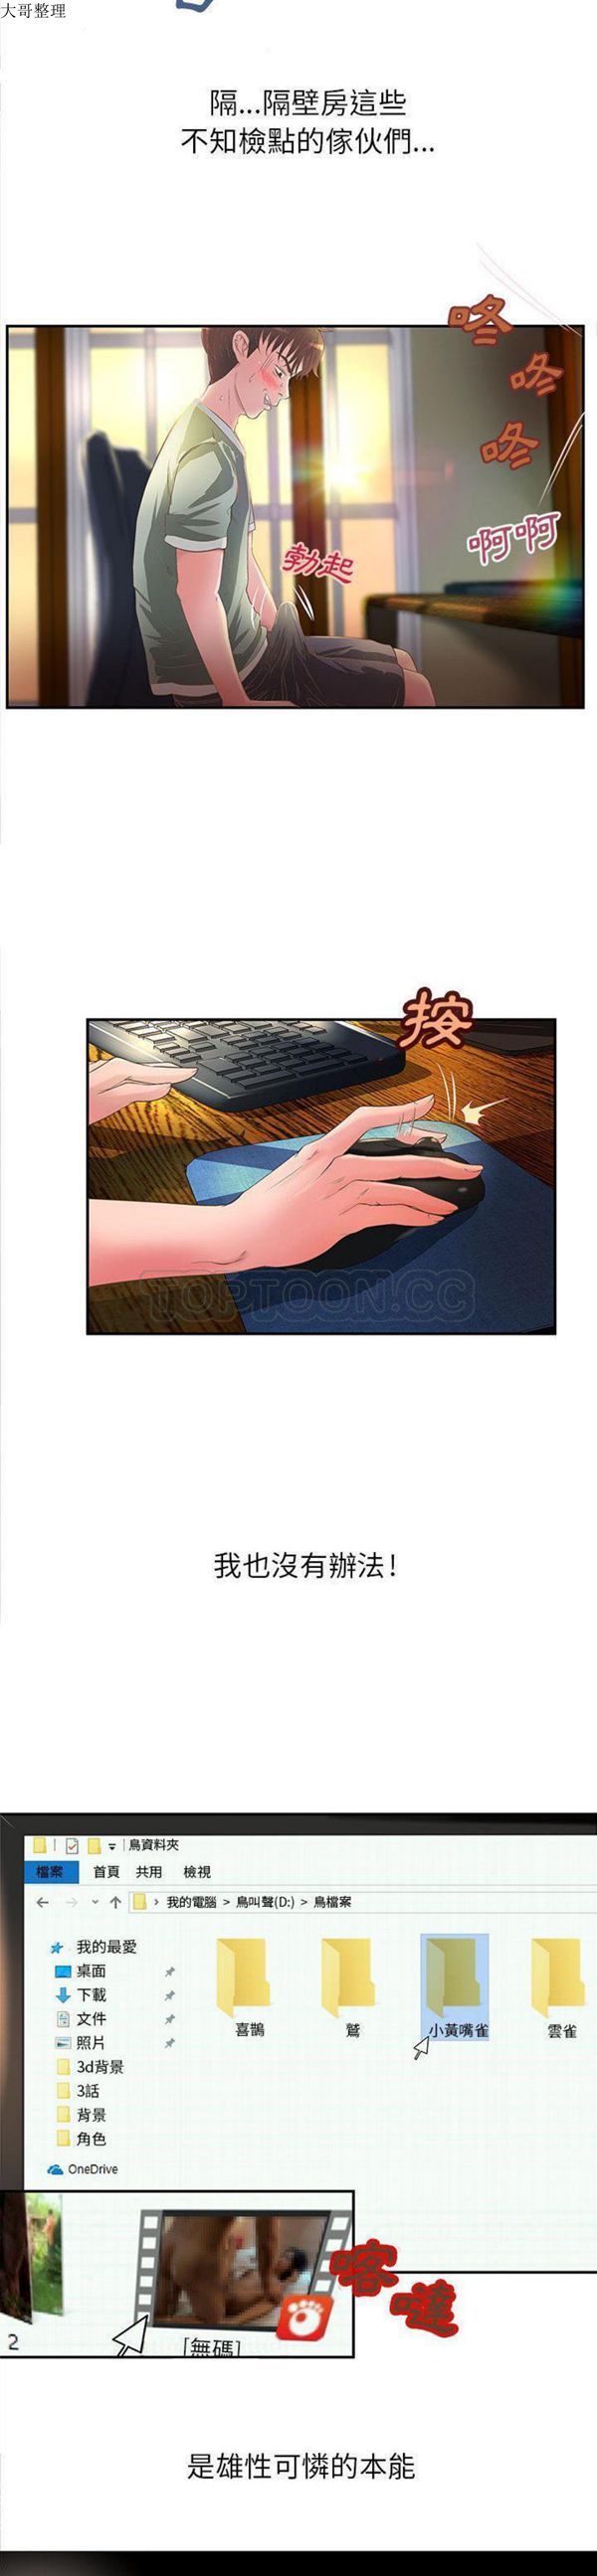 大哥整理
隔...隔壁房這些
不知檢點的傢伙們...
咚
咚
咚
啊啊
勃起
按
TOPTOON.CC
我也沒有辦法!
鳥資料夾
檔案 首頁 共用 檢視
我的電腦 > 鳥叫聲(D:) > 鳥檔案
我的最愛
桌面
下載
文件
照片
3d背景
3話
背景
角色
OneDrive
喜鵲 鷲 小黃嘴雀 雲雀
喀
噠
2
[無碼]
是雄性可憐的本能